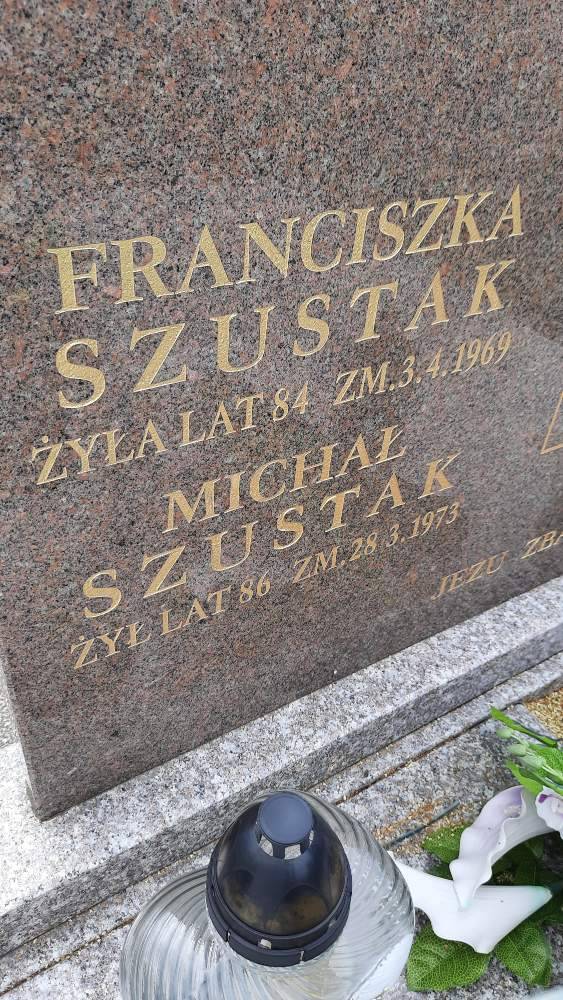 FRANCISZKA
SZUSTAK
ŻYŁA LAT 84 ZM.3.4.1969
MICHAŁ
SZUSTAK
ŻYŁ LAT 86 ZM.28.3.1973
JEZU